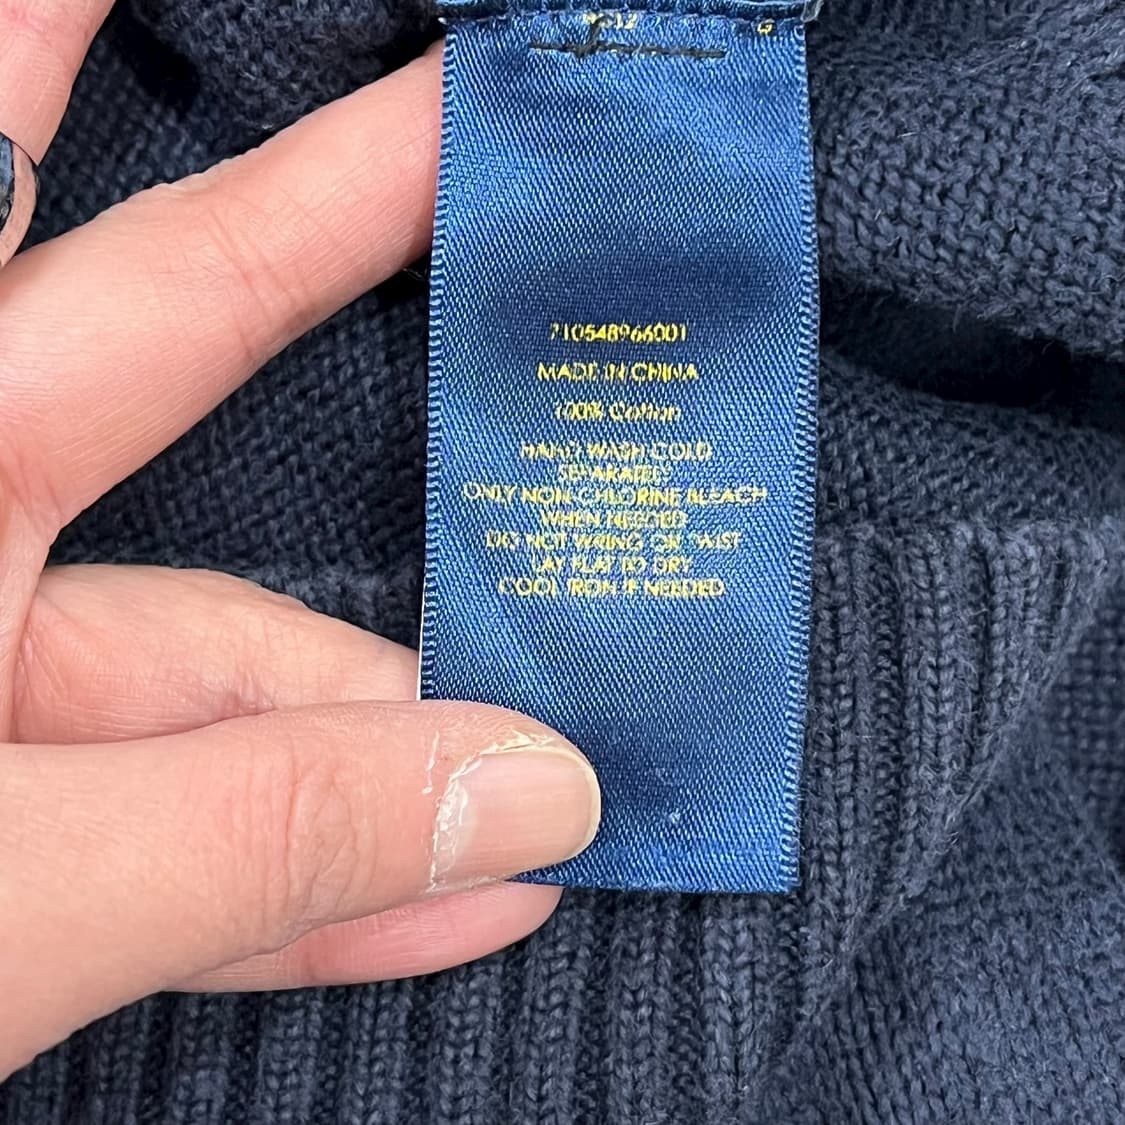 710548966001
MADE IN CHINA
100% Cotton
HAND WASH COLD
SEPARATELY
ONLY NON CHLORINE BLEACH
WHEN NEEDED
DO NOT WRING OR TWIST
LAY FLAT TO DRY
COOL IRON IF NEEDED